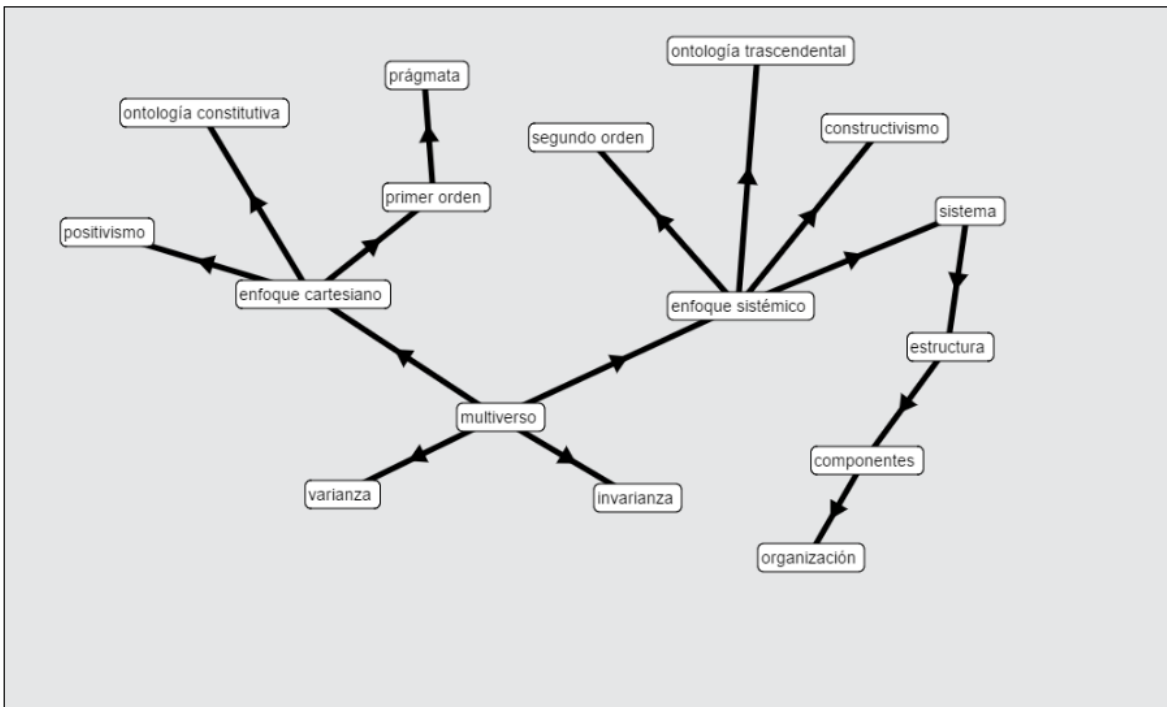 ontología trascendental
prágmata
ontología constitutiva
segundo orden
constructivismo
primer orden
sistema
positivismo
enfoque cartesiano
enfoque sistémico
estructura
multiverso
componentes
varianza
invarianza
organización